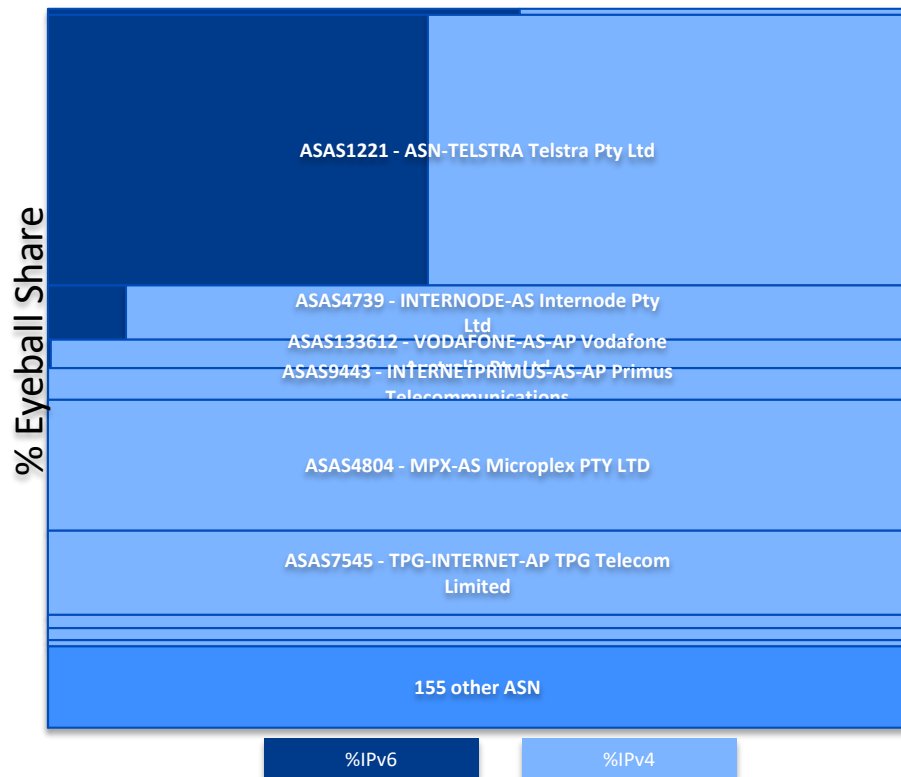 ASAS1221 - ASN-TELSTRA Telstra Pty Ltd
% Eyeball Share
ASAS4739 - INTERNODE-AS Internode Pty
Ltd
ASAS133612 - VODAFONE-AS-AP Vodafone
ASAS9443 - INTERNETPRIMUS-AS-AP Primus
Telecommunications
ASAS4804 - MPX-AS Microplex PTY LTD
ASAS7545 - TPG-INTERNET-AP TPG Telecom
Limited
155 other ASN
%IPv6
%IPv4